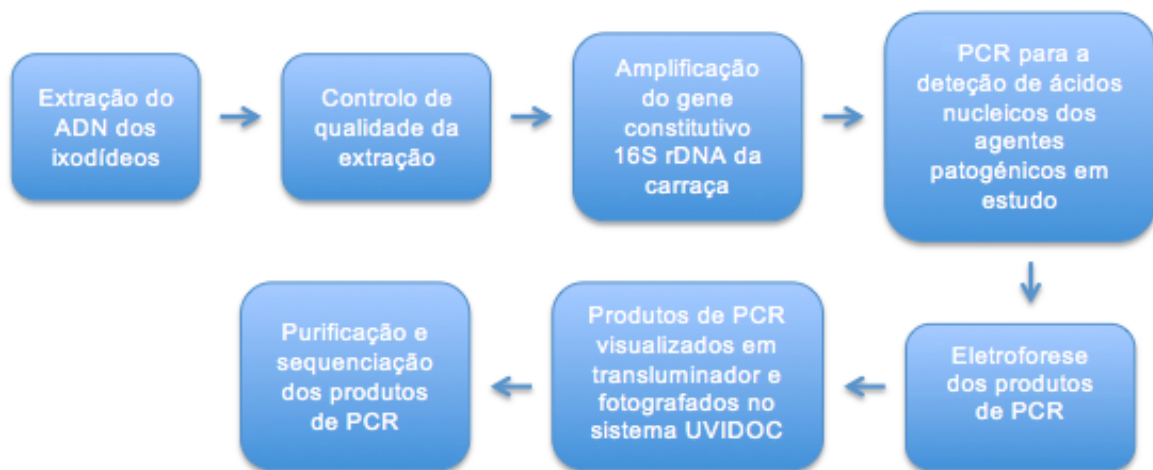 Extração do
ADN dos
ixodídeos
Controlo de
qualidade da
extração
Amplificação
do gene
constitutivo
16S rDNA da
carraça
PCR para a
deteção de ácidos
nucleicos dos
agentes
patogénicos em
estudo
Eletroforese
dos produtos
de PCR
Produtos de PCR
visualizados em
transluminador e
fotografados no
sistema UVIDOC
Purificação e
sequenciação
dos produtos
de PCR